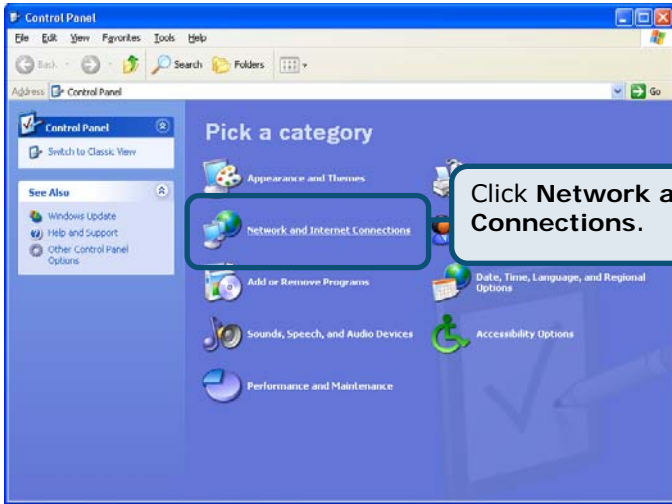 Control Panel
File Edit View Favorites Tools Help
Back Search Folders
Address Control Panel Go
Control Panel
Switch to Classic View
See Also
Windows Update
Help and Support
Other Control Panel
Options
Pick a category
Appearance and Themes
Network and Internet Connections
Add or Remove Programs
Sounds, Speech, and Audio Devices
Performance and Maintenance
Date, Time, Language, and Regional
Options
Accessibility Options
Click Network a
Connections.